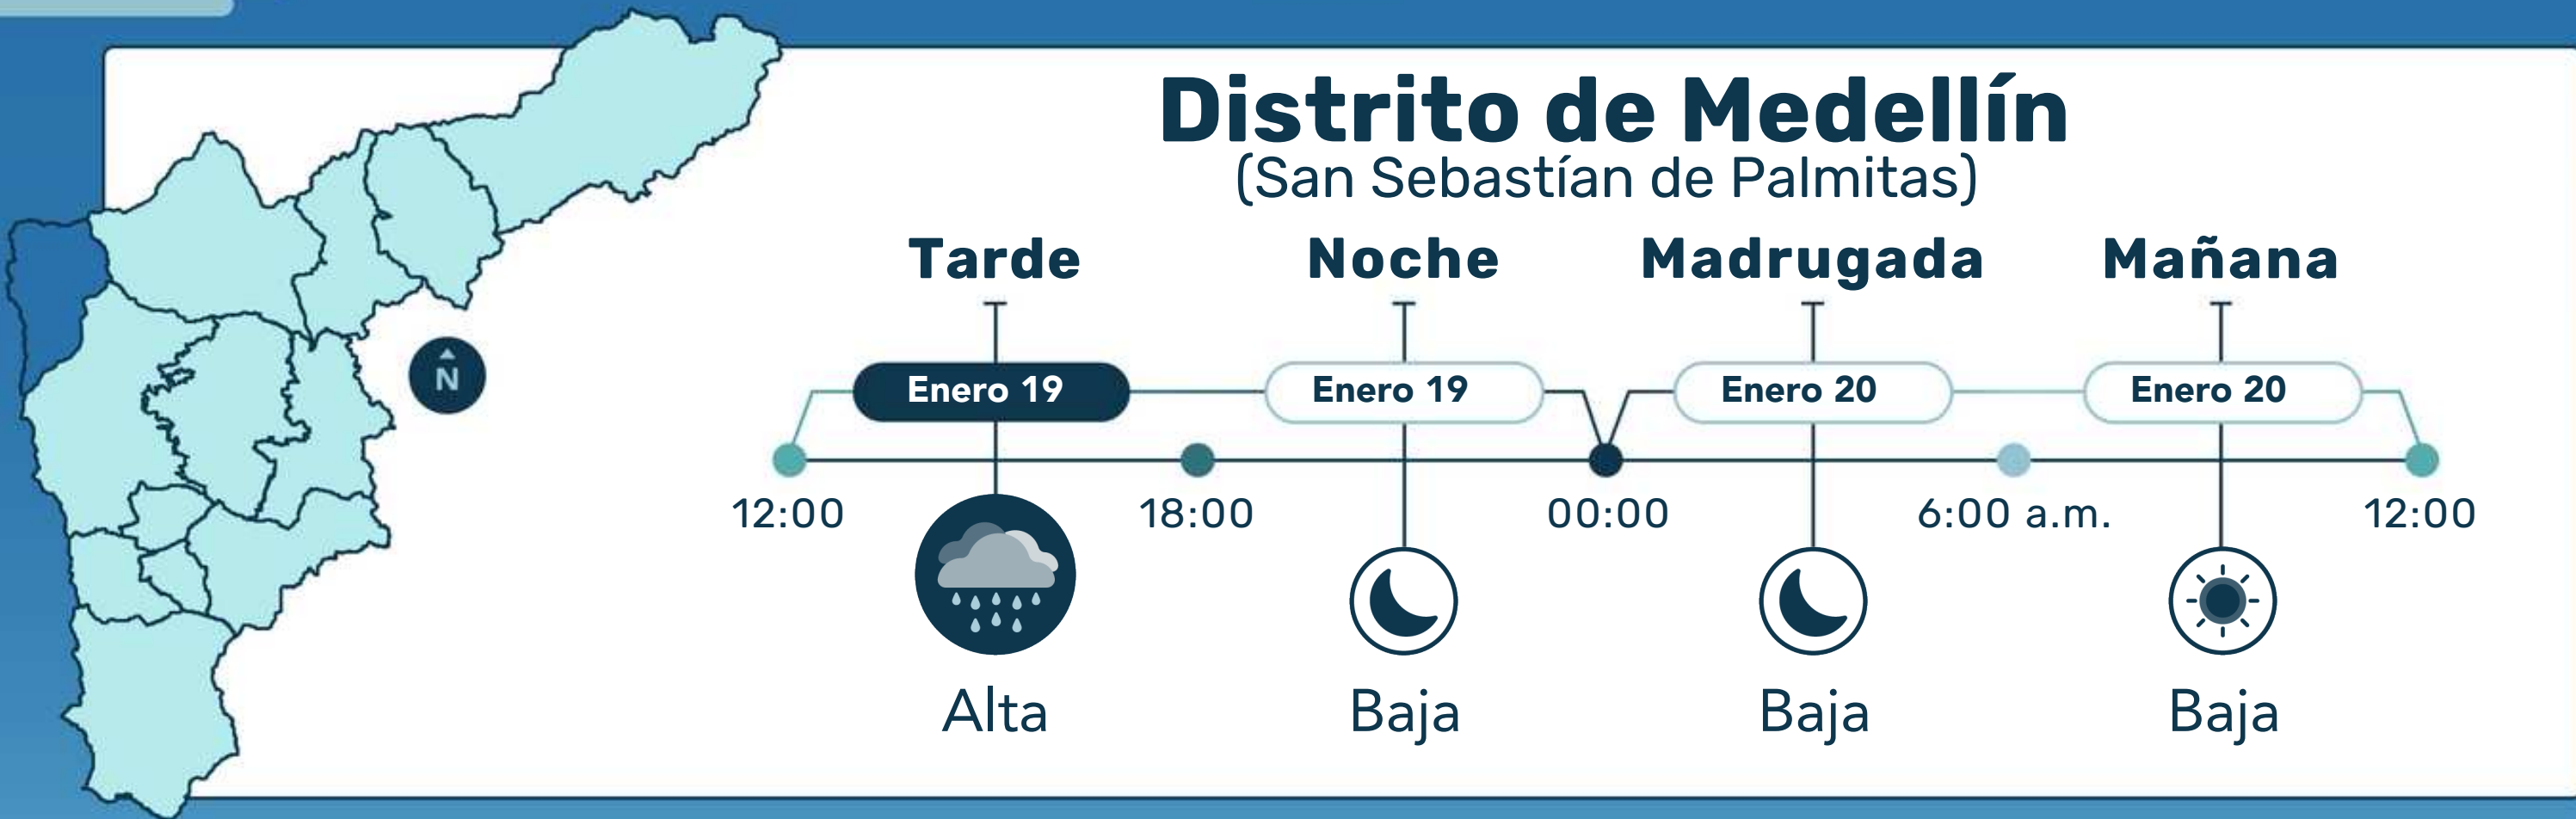 Distrito de Medellín
(San Sebastían de Palmitas)
Tarde Noche Madrugada Mañana
N
Enero 19 Enero 19 Enero 20 Enero 20
12:00 18:00 00:00 6:00 a.m. 12:00
Alta Baja Baja Baja